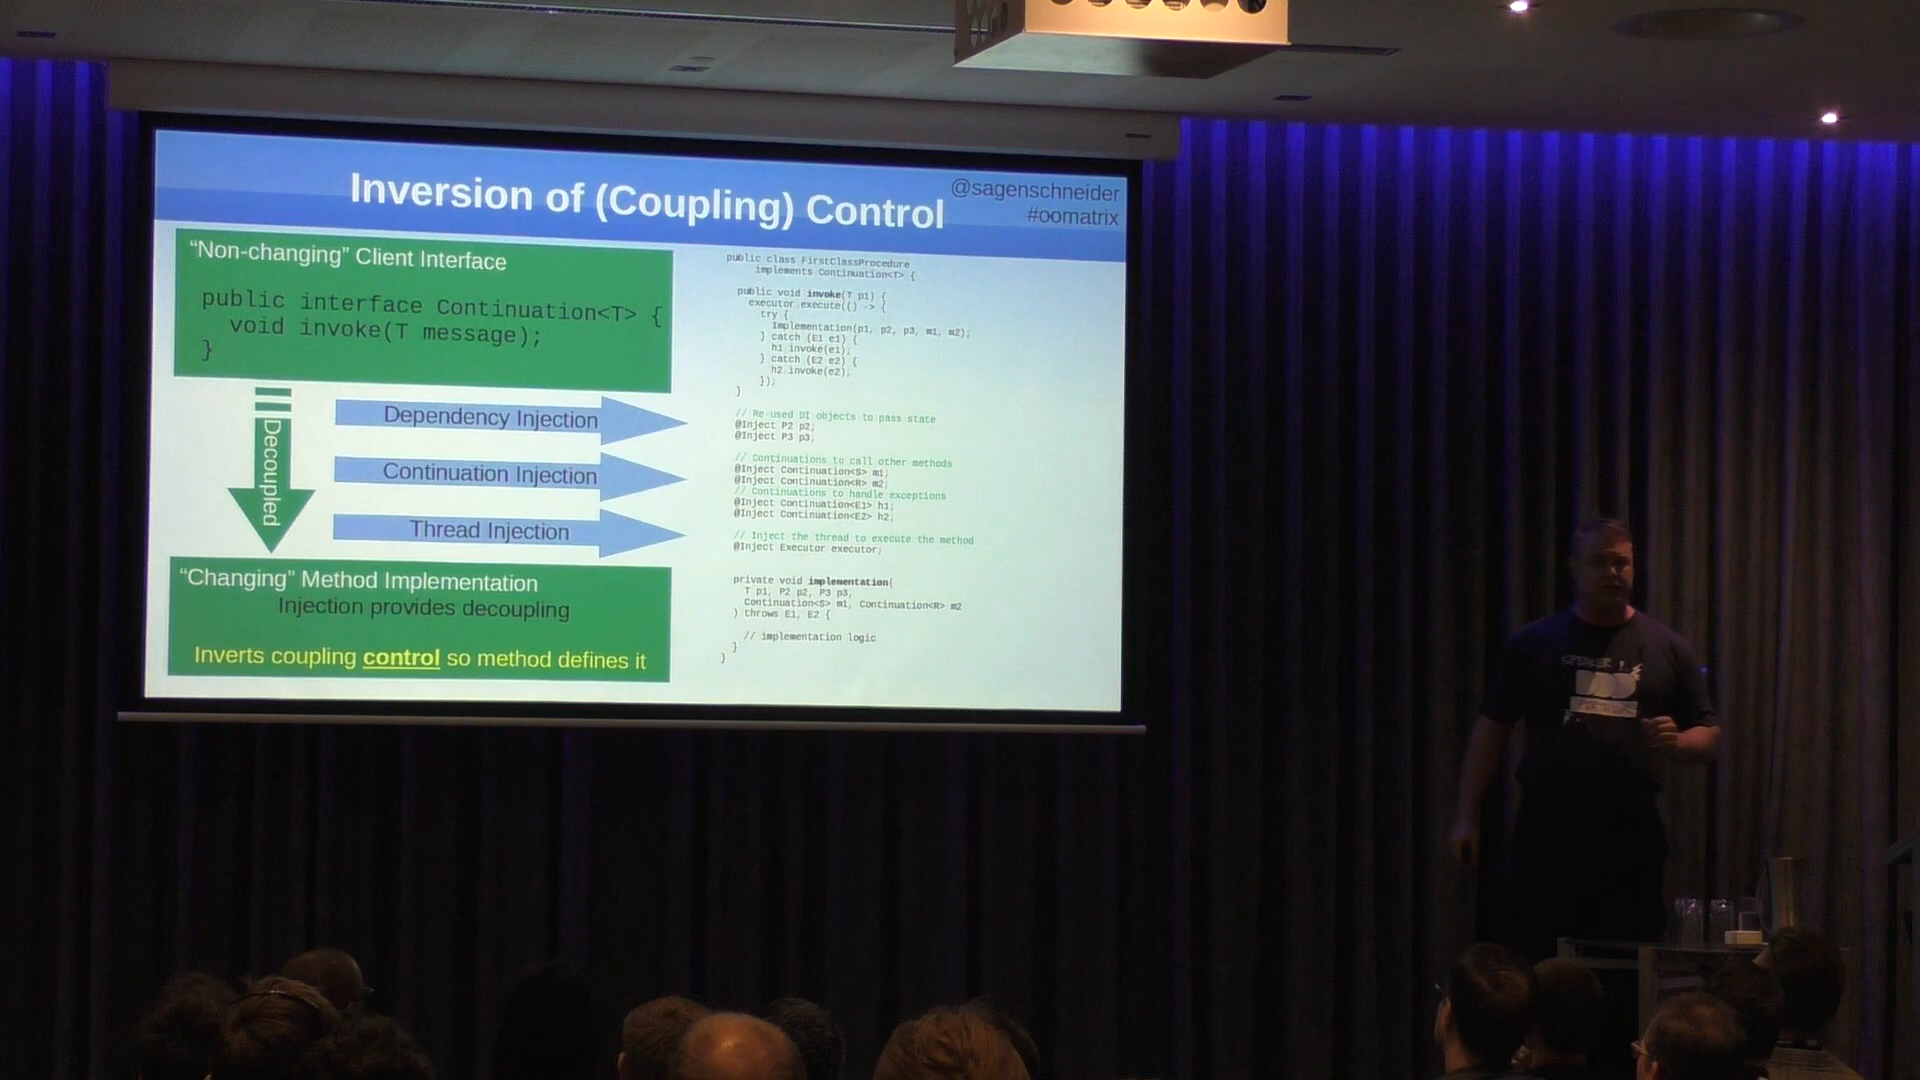 Inversion of (Coupling) Control
@sagenschneider
#oomatrix
“Non-changing” Client Interface
public interface Continuation<T> {
void invoke(T message);
}
Decoupled
Dependency Injection
Continuation Injection
Thread Injection
“Changing” Method Implementation
Injection provides decoupling
Inverts coupling control so method defines it
public class FirstClassProcedure
implements Continuation<T> {
public void invoke(T p1) {
executor execute(() -> {
try {
Implementation(p1, p2, p3, m1, m2);
} catch (E1 e1) {
h1 invoke(e1);
} catch (E2 e2) {
h2 invoke(e2);
});
}
// Re-used DI objects to pass state
@Inject P2 p2;
@Inject P3 p3;
// Continuations to call other methods
@Inject Continuation<S> m1;
@Inject Continuation<R> m2;
// Continuations to handle exceptions
@Inject Continuation<E1> h1;
@Inject Continuation<E2> h2;
// Inject the thread to execute the method
@Inject Executor executor;
private void implementation(
T p1, P2 p2, P3 p3,
Continuation<S> m1, Continuation<R> m2
) throws E1, E2 {
// implementation logic
}
}